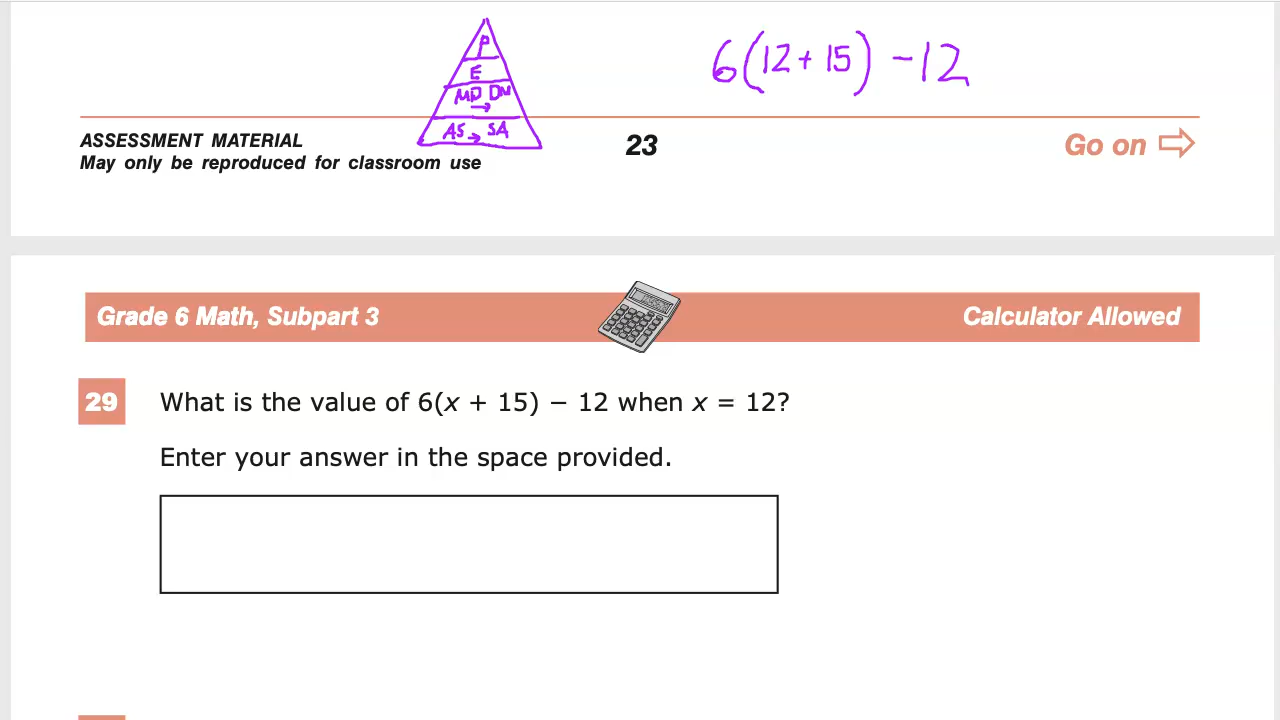 P
E
MD DM
→
AS → SA
6(12 + 15) - 12
ASSESSMENT MATERIAL
May only be reproduced for classroom use
23
Go on
Grade 6 Math, Subpart 3
Calculator Allowed
29
What is the value of 6(x + 15) − 12 when x = 12?
Enter your answer in the space provided.